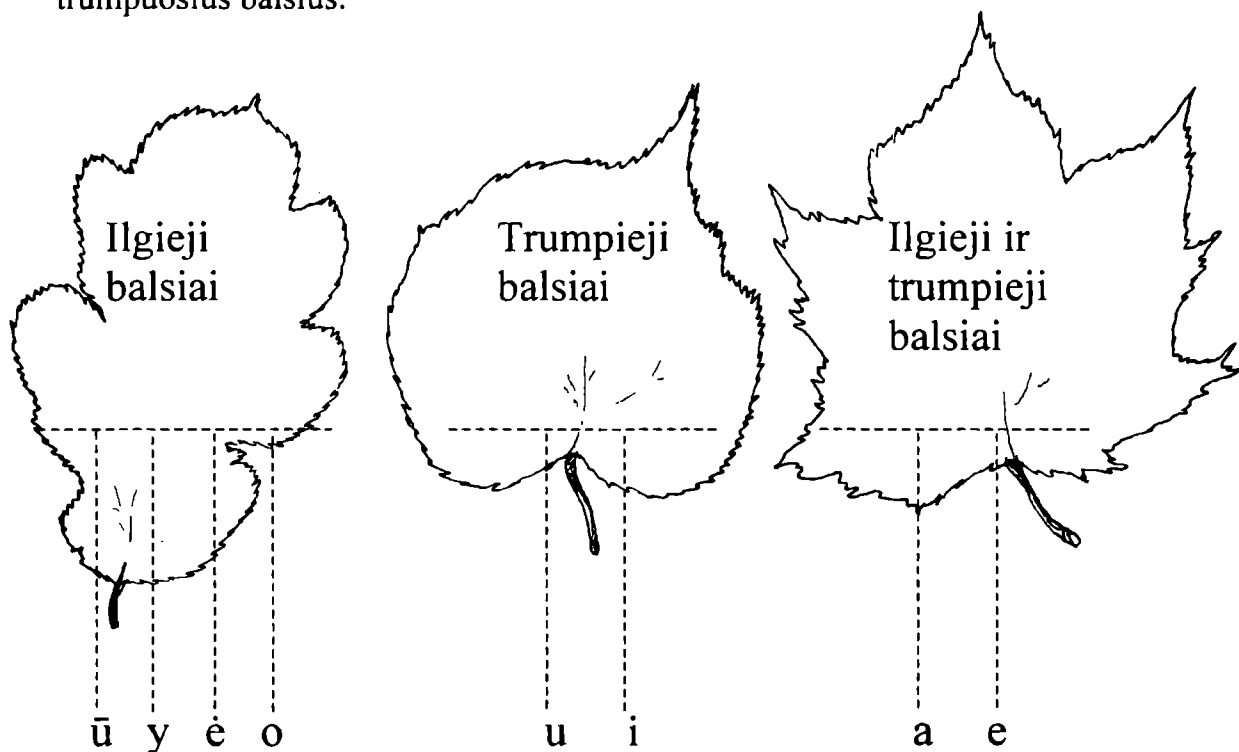 trumpuosius balsius.
Ilgieji
balsiai
Trumpieji
balsiai
Ilgieji ir
trumpieji
balsiai
ū y ė o
u i
a e